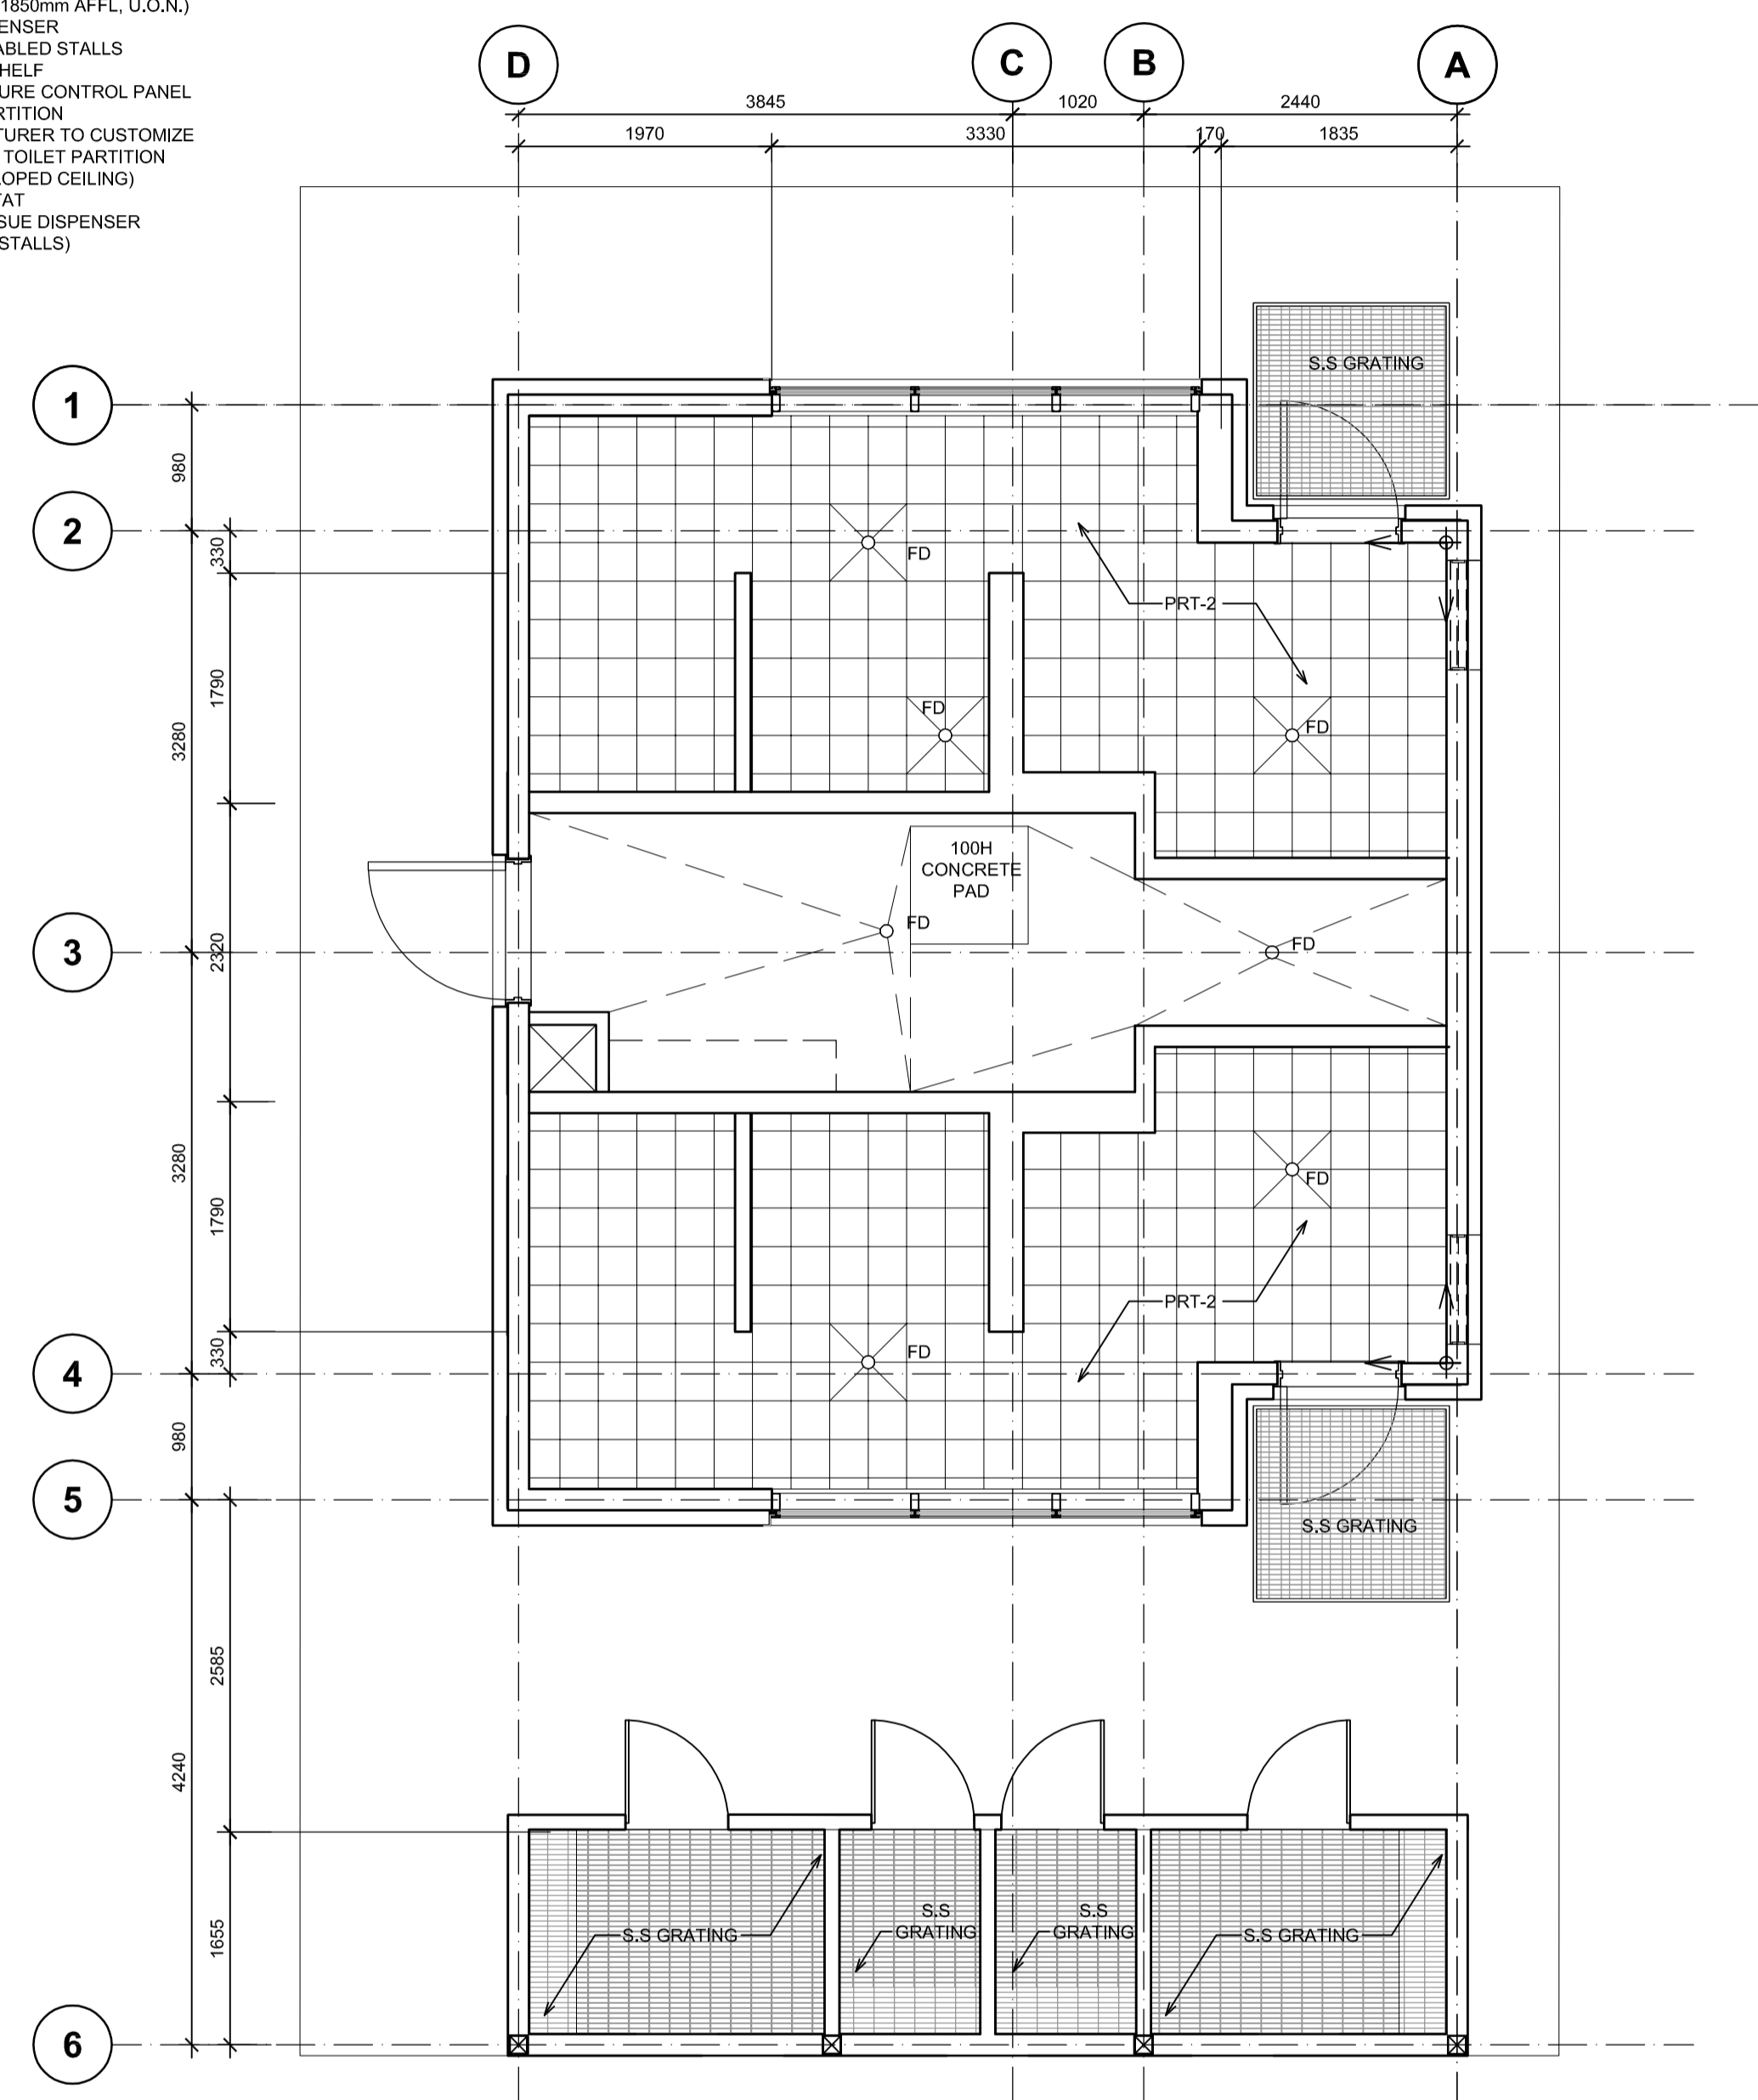 1850mm AFFL, U.O.N.)
ENSER
ABLED STALLS
HELF
URE CONTROL PANEL
RTITION
TURER TO CUSTOMIZE
TOILET PARTITION
LOPED CEILING)
TAT
SUE DISPENSER
STALLS)
D C B A
3845 1020 2440
1970 3330 170 1835
S.S GRATING
1
980
2
FD
330
PRT-2
1790
FD
FD
3280
100H
CONCRETE
PAD
FD
FD
3
2320
3280
FD
1790
PRT-2
FD
330
4
980
5
S.S GRATING
2585
4240
S.S
GRATING
S.S
GRATING
S.S GRATING
S.S GRATING
1655
6